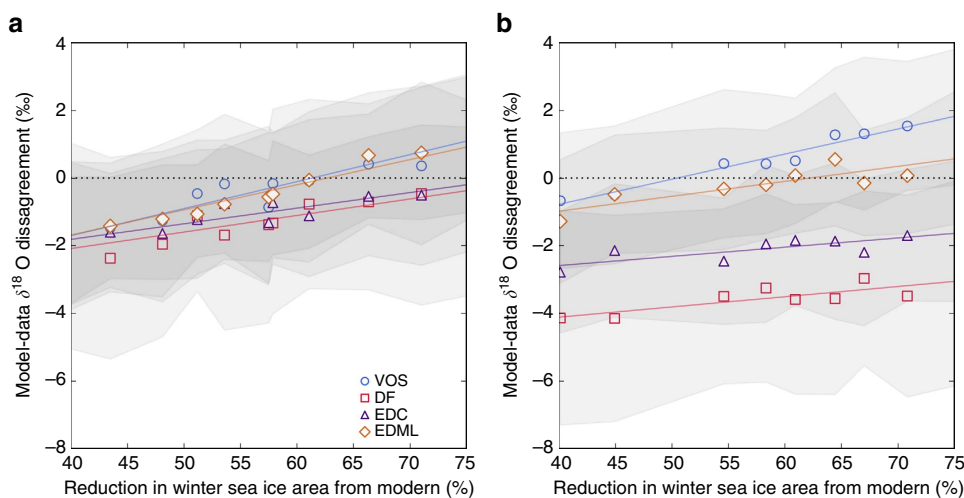 a
b
Model-data δ18 O dissagreement (‰)
4
2
0
−2
−4
−6
−8
40 45 50 55 60 65 70 75
Reduction in winter sea ice area from modern (%)
VOS
DF
EDC
EDML
Model-data δ18 O dissagreement (‰)
4
2
0
−2
−4
−6
−8
40 45 50 55 60 65 70 75
Reduction in winter sea ice area from modern (%)